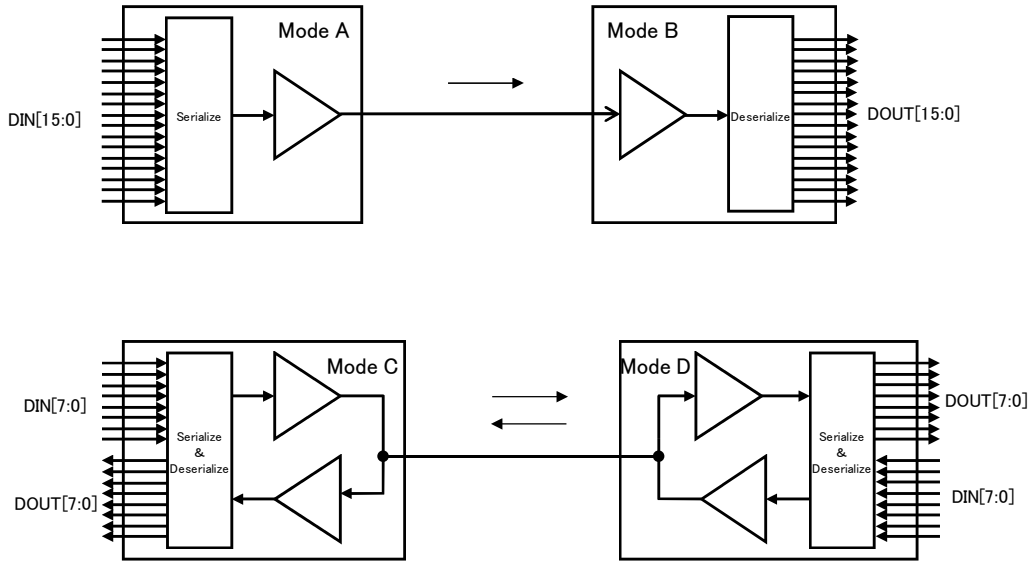 Mode A
Mode B
DIN[15:0]
Serialize
Deserialize
DOUT[15:0]
Mode C
Mode D
DIN[7:0]
DOUT[7:0]
Serialize
&
Deserialize
Serialize
&
Deserialize
DOUT[7:0]
DIN[7:0]